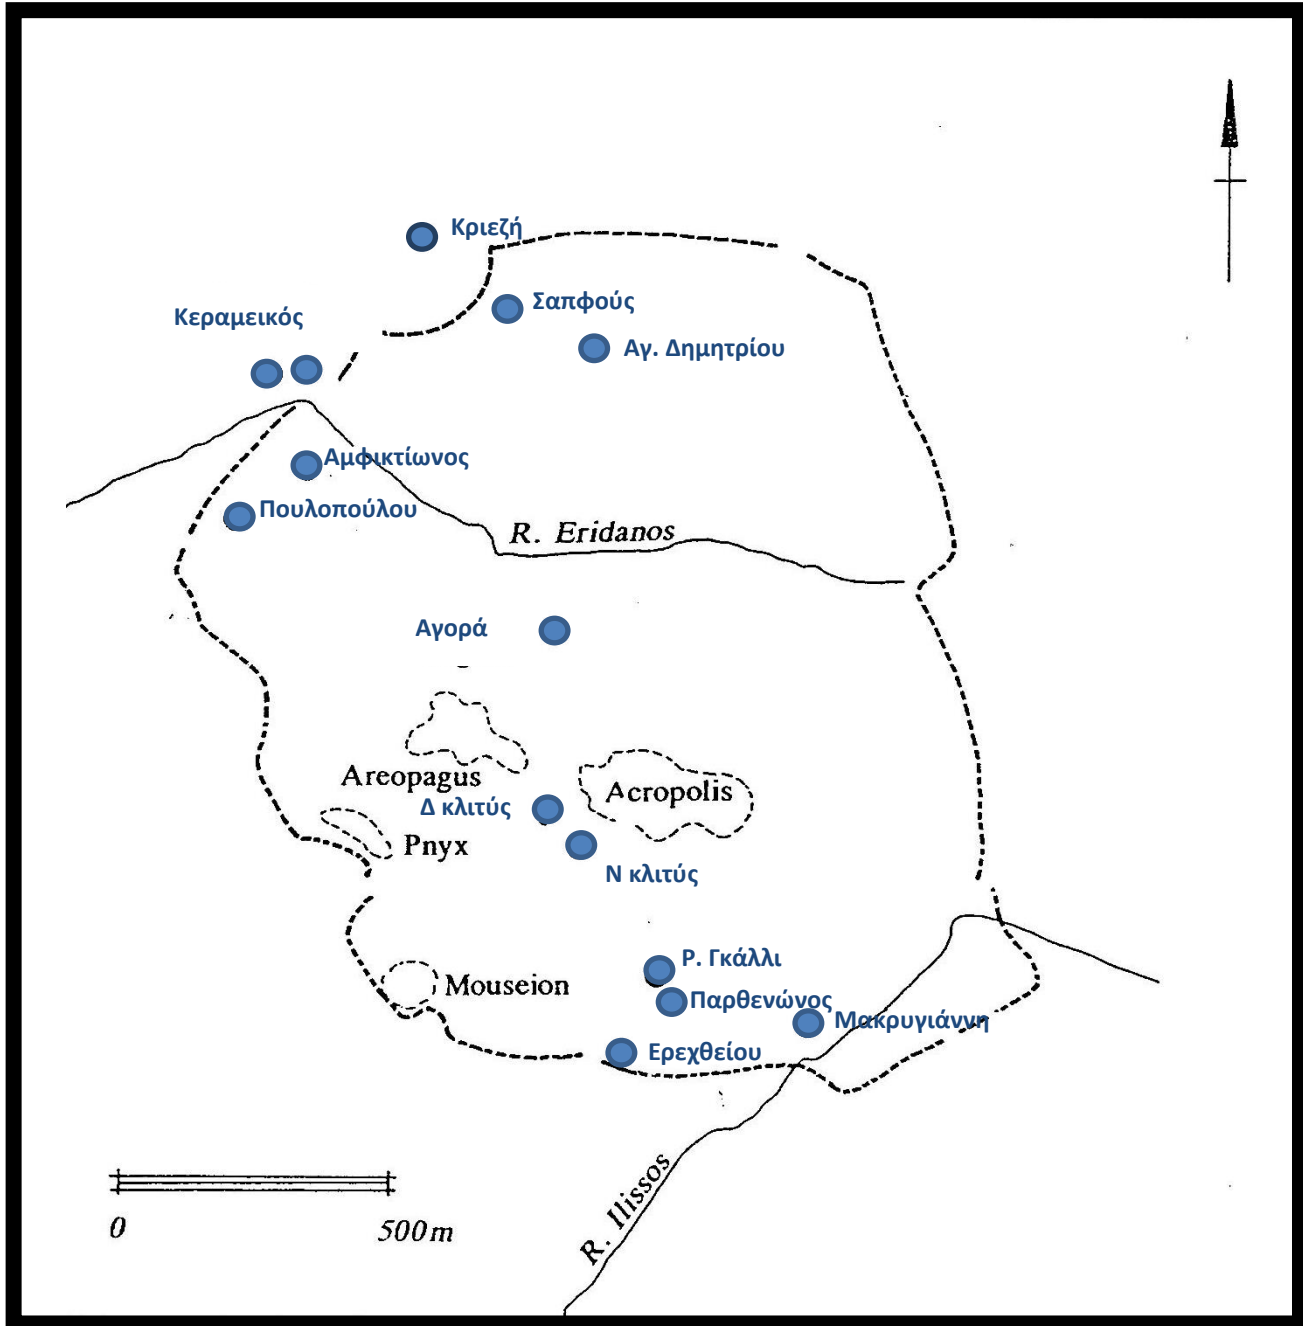 Κριεζή
Σαπφούς
Κεραμεικός
Αγ. Δημητρίου
Αμφικτίωνος
Πουλοπούλου
R. Eridanos
Αγορά
Areopagus
Acropolis
Δ κλιτύς
Pnyx
Ν κλιτύς
Ρ. Γκάλλι
Mouseion
Παρθενώνος
Μακρυγιάννη
Ερεχθείου
R. Ilissos
0 500m